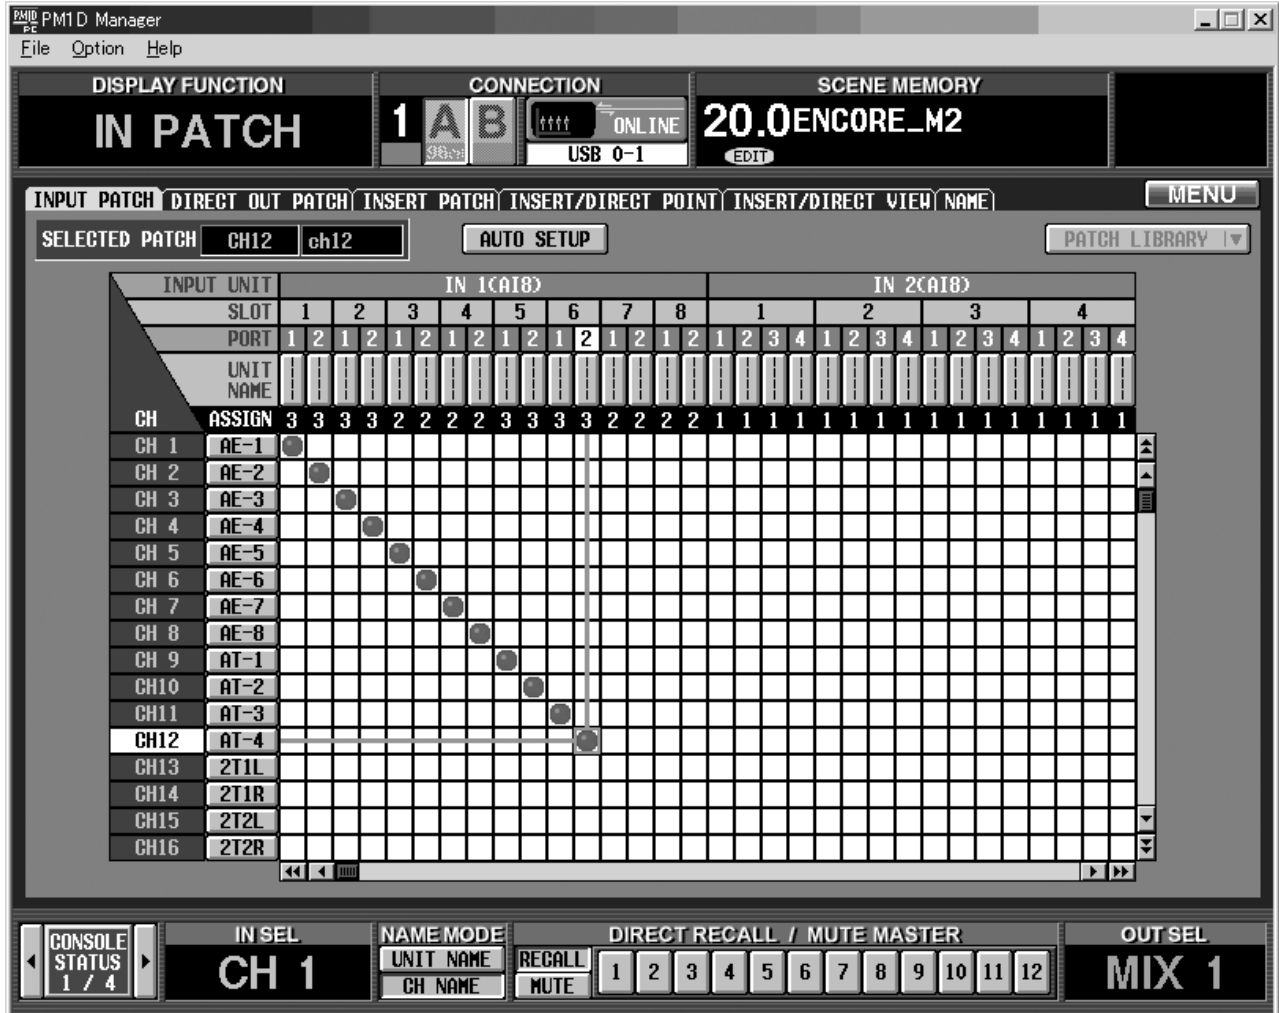 PM1D PC PM1D Manager
File Option Help
DISPLAY FUNCTION CONNECTION SCENE MEMORY
IN PATCH 1 A B ONLINE 20.0 ENCORE_M2
USB 0-1 EDIT
INPUT PATCH DIRECT OUT PATCH INSERT PATCH INSERT/DIRECT POINT INSERT/DIRECT VIEW NAME MENU
SELECTED PATCH CH12 ch12 AUTO SETUP PATCH LIBRARY
INPUT UNIT IN 1(AI8) IN 2(AI8)
SLOT 1 2 3 4 5 6 7 8 1 2 3 4
PORT 1 2 1 2 1 2 1 2 1 2 1 2 1 2 1 2 1 2 3 4 1 2 3 4 1 2 3 4 1 2 3 4
UNIT
NAME
CH ASSIGN 3 3 3 3 2 2 2 2 3 3 3 3 2 2 2 2 1 1 1 1 1 1 1 1 1 1 1 1 1 1 1 1
CH 1 AE-1
CH 2 AE-2
CH 3 AE-3
CH 4 AE-4
CH 5 AE-5
CH 6 AE-6
CH 7 AE-7
CH 8 AE-8
CH 9 AT-1
CH10 AT-2
CH11 AT-3
CH12 AT-4
CH13 2T1L
CH14 2T1R
CH15 2T2L
CH16 2T2R
CONSOLE STATUS 1 / 4
IN SEL
CH 1
NAME MODE
UNIT NAME
CH NAME
DIRECT RECALL / MUTE MASTER
RECALL
MUTE
1 2 3 4 5 6 7 8 9 10 11 12
OUT SEL
MIX 1